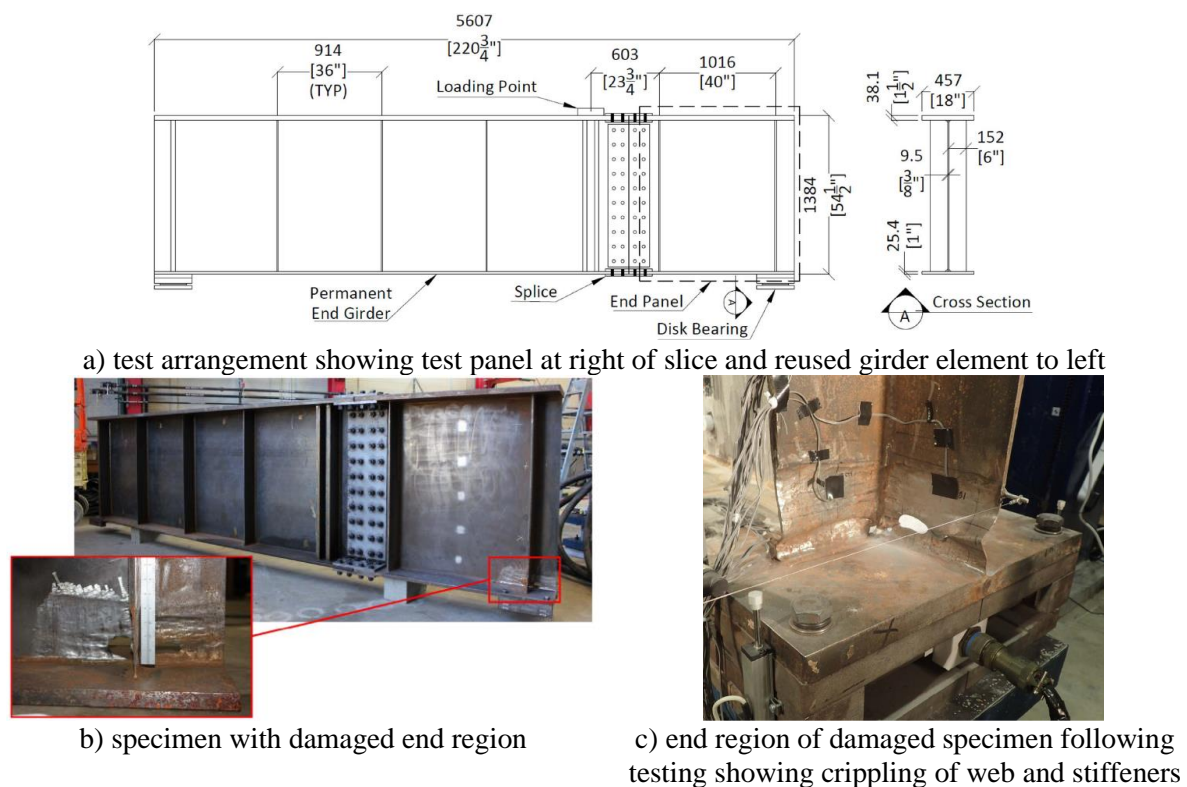 5607
[220 3/4"]
914
[36"]
(TYP)
603
[23 3/4"]
1016
[40"]
Loading Point
38.1
[1 1/2"]
457
[18"]
152
[6"]
9.5
[3/8"]
1384
[54 1/2"]
25.4
[1"]
Permanent
End Girder
Splice
End Panel
A
Disk Bearing
A
Cross Section
a) test arrangement showing test panel at right of slice and reused girder element to left
b) specimen with damaged end region
c) end region of damaged specimen following
testing showing crippling of web and stiffeners